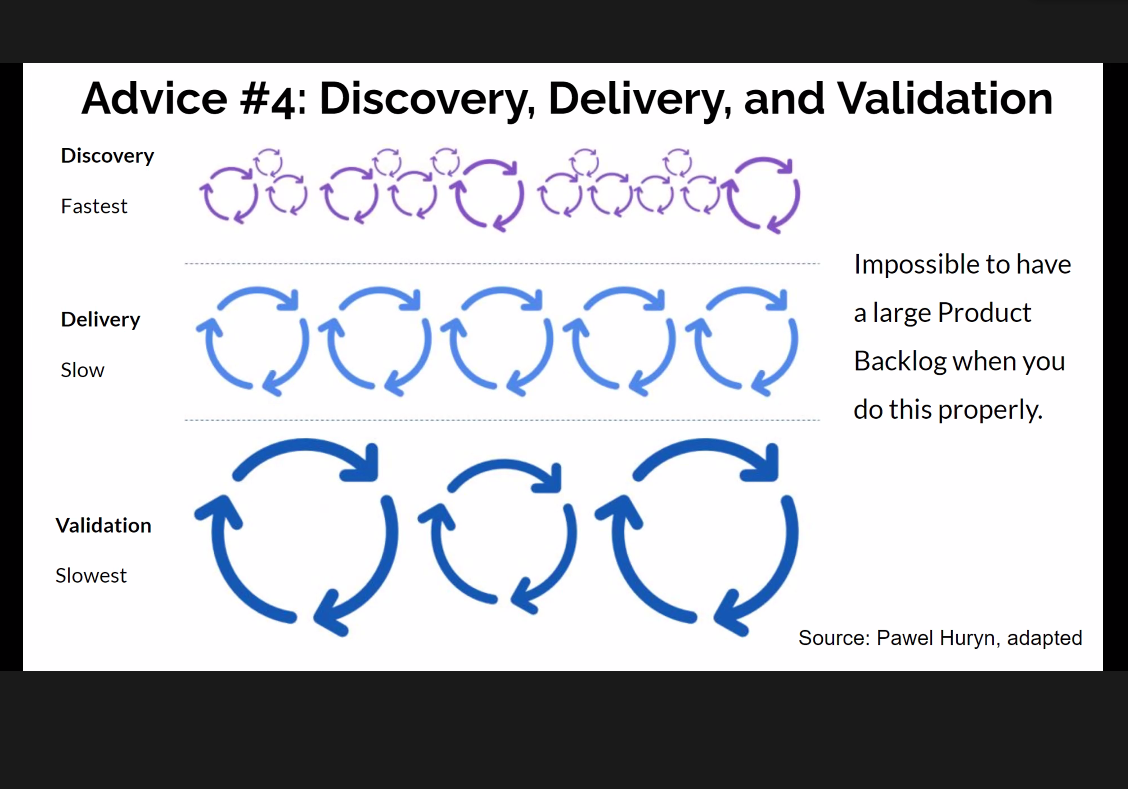 Advice #4: Discovery, Delivery, and Validation
Discovery
Fastest
Delivery
Slow
Validation
Slowest
Impossible to have
a large Product
Backlog when you
do this properly.
Source: Pawel Huryn, adapted